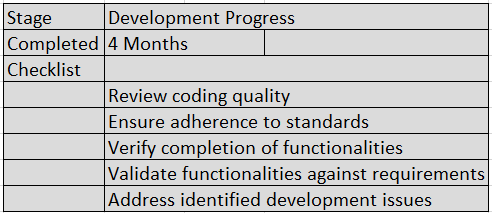 Stage Development Progress
Completed 4 Months
Checklist
Review coding quality
Ensure adherence to standards
Verify completion of functionalities
Validate functionalities against requirements
Address identified development issues